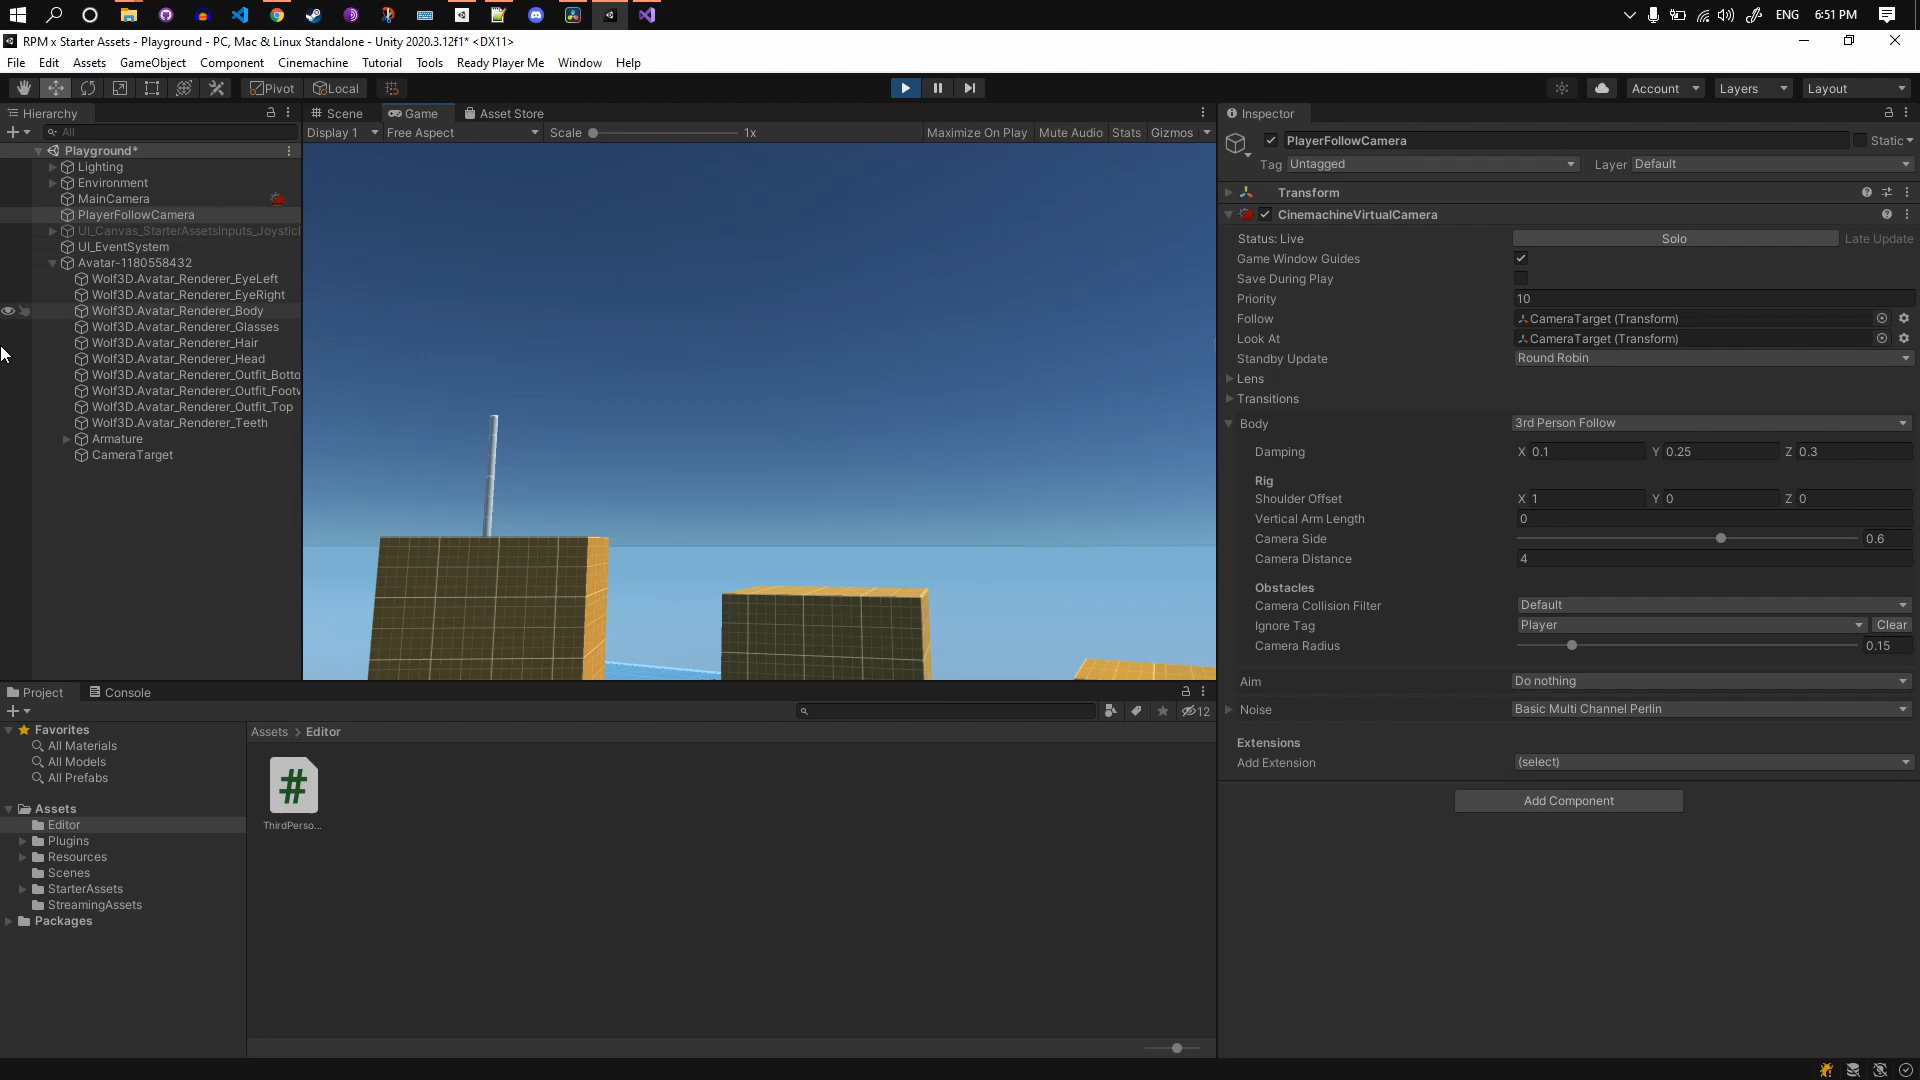 ENG 6:51 PM
RPM x Starter Assets - Playground - PC, Mac & Linux Standalone - Unity 2020.3.12f1* <DX11>
File Edit Assets GameObject Component Cinemachine Tutorial Tools Ready Player Me Window Help
Pivot Local Account Layers Layout
Hierarchy
All
Playground*
Lighting
Environment
MainCamera
PlayerFollowCamera
UI_Canvas_StarterAssetsInputs_Joystic
UI_EventSystem
Avatar-1180558432
Wolf3D.Avatar_Renderer_EyeLeft
Wolf3D.Avatar_Renderer_EyeRight
Wolf3D.Avatar_Renderer_Body
Wolf3D.Avatar_Renderer_Glasses
Wolf3D.Avatar_Renderer_Hair
Wolf3D.Avatar_Renderer_Head
Wolf3D.Avatar_Renderer_Outfit_Botto
Wolf3D.Avatar_Renderer_Outfit_Footw
Wolf3D.Avatar_Renderer_Outfit_Top
Wolf3D.Avatar_Renderer_Teeth
Armature
CameraTarget
Scene Game Asset Store
Display 1 Free Aspect Scale 1x Maximize On Play Mute Audio Stats Gizmos
Inspector
PlayerFollowCamera Static
Tag Untagged Layer Default
Transform
CinemachineVirtualCamera
Status: Live Solo Late Update
Game Window Guides
Save During Play
Priority 10
Follow CameraTarget (Transform)
Look At CameraTarget (Transform)
Standby Update Round Robin
Lens
Transitions
Body 3rd Person Follow
Damping X 0.1 Y 0.25 Z 0.3
Rig
Shoulder Offset X 1 Y 0 Z 0
Vertical Arm Length 0
Camera Side 0.6
Camera Distance 4
Obstacles
Camera Collision Filter Default
Ignore Tag Player Clear
Camera Radius 0.15
Aim Do nothing
Noise Basic Multi Channel Perlin
Extensions
Add Extension (select)
Add Component
Project Console
12
Favorites
All Materials
All Models
All Prefabs
Assets
Editor
Plugins
Resources
Scenes
StarterAssets
StreamingAssets
Packages
Assets > Editor
#
ThirdPerso...